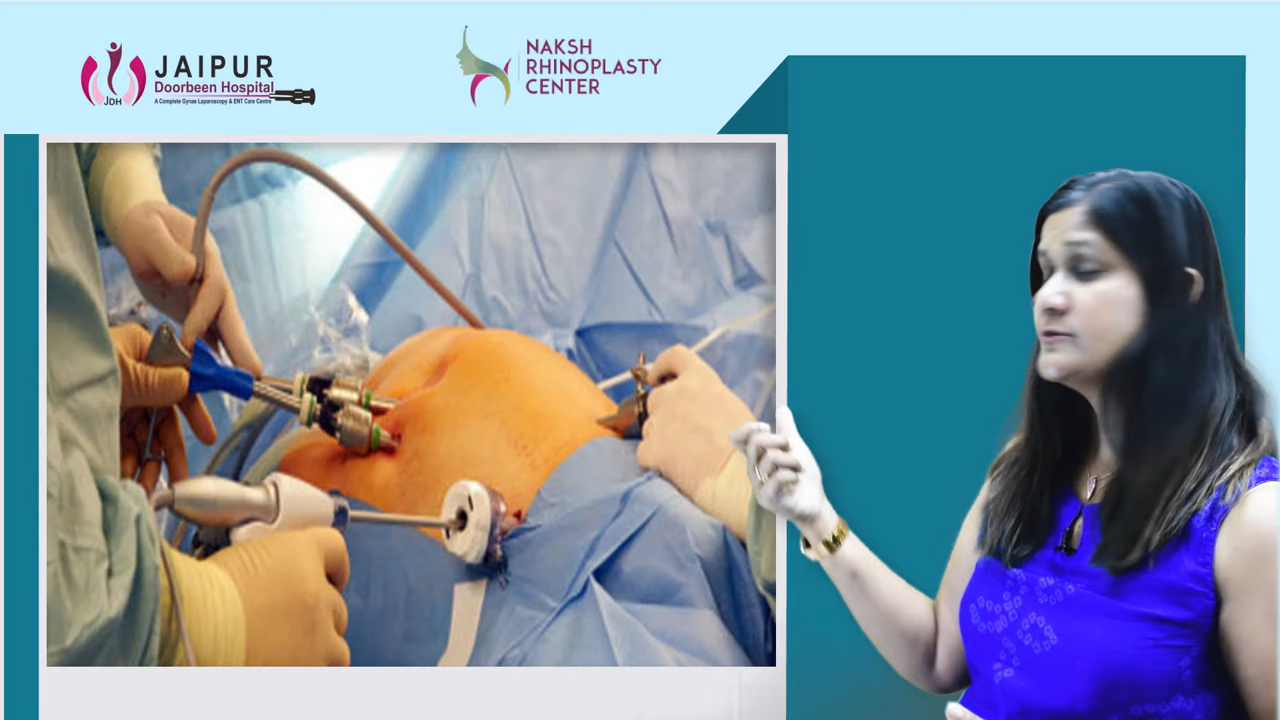 JAIPUR
Doorbeen Hospital
A Complete Gynae Laparoscopy & ENT Care Centre
JDH
NAKSH
RHINOPLASTY
CENTER